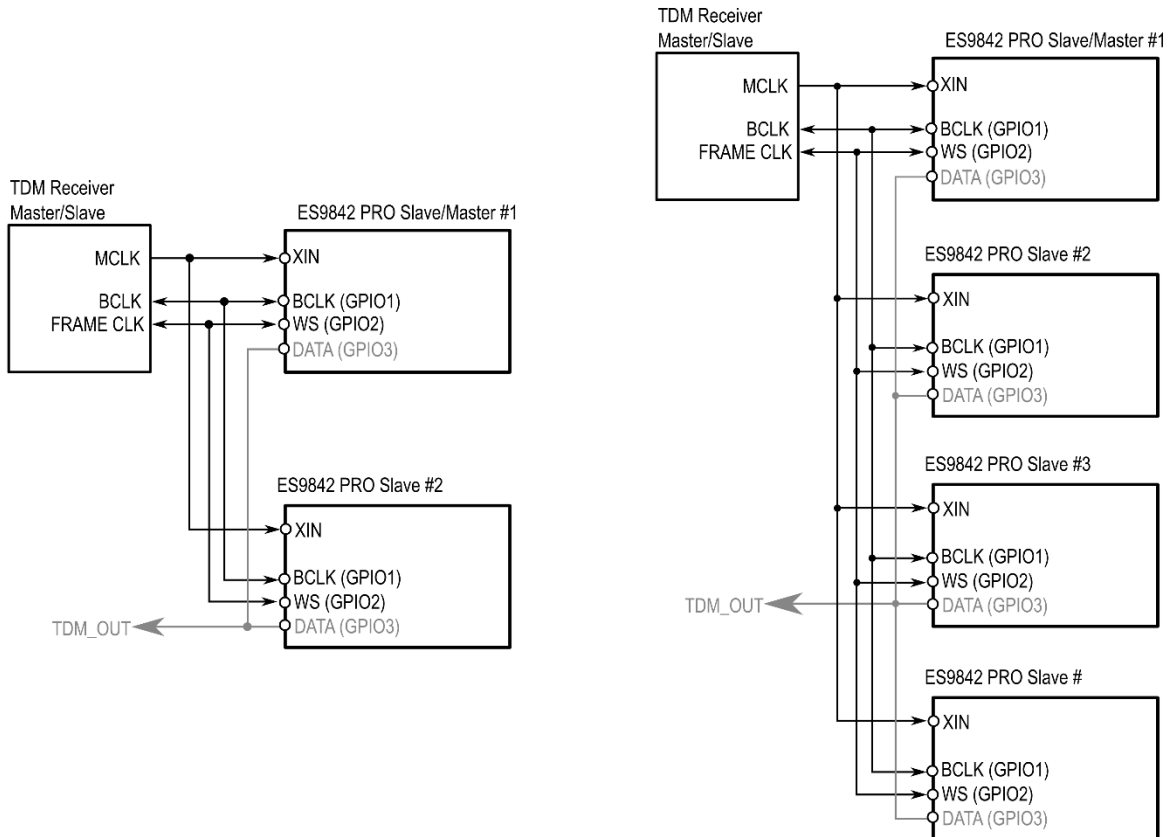 TDM Receiver
Master/Slave
ES9842 PRO Slave/Master #1
MCLK
XIN
BCLK
BCLK (GPIO1)
FRAME CLK
WS (GPIO2)
DATA (GPIO3)
ES9842 PRO Slave #2
XIN
BCLK (GPIO1)
WS (GPIO2)
TDM_OUT
DATA (GPIO3)
TDM Receiver
Master/Slave
ES9842 PRO Slave/Master #1
MCLK
XIN
BCLK
BCLK (GPIO1)
FRAME CLK
WS (GPIO2)
DATA (GPIO3)
ES9842 PRO Slave #2
XIN
BCLK (GPIO1)
WS (GPIO2)
DATA (GPIO3)
ES9842 PRO Slave #3
XIN
BCLK (GPIO1)
WS (GPIO2)
TDM_OUT
DATA (GPIO3)
ES9842 PRO Slave #
XIN
BCLK (GPIO1)
WS (GPIO2)
DATA (GPIO3)